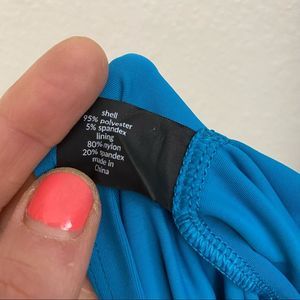 shell
95% polyester
5% spandex
lining
80% nylon
20% spandex
made in
China